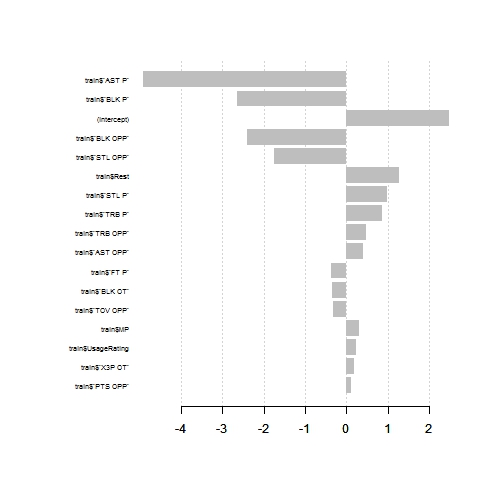 train$`AST P`
train$`BLK P`
(Intercept)
train$`BLK OPP`
train$`STL OPP`
train$Rest
train$`STL P`
train$`TRB P`
train$`TRB OPP`
train$`AST OPP`
train$`FT P`
train$`BLK OT`
train$`TOV OPP`
train$MP
train$UsageRating
train$`X3P OT`
train$`PTS OPP`
-4 -3 -2 -1 0 1 2